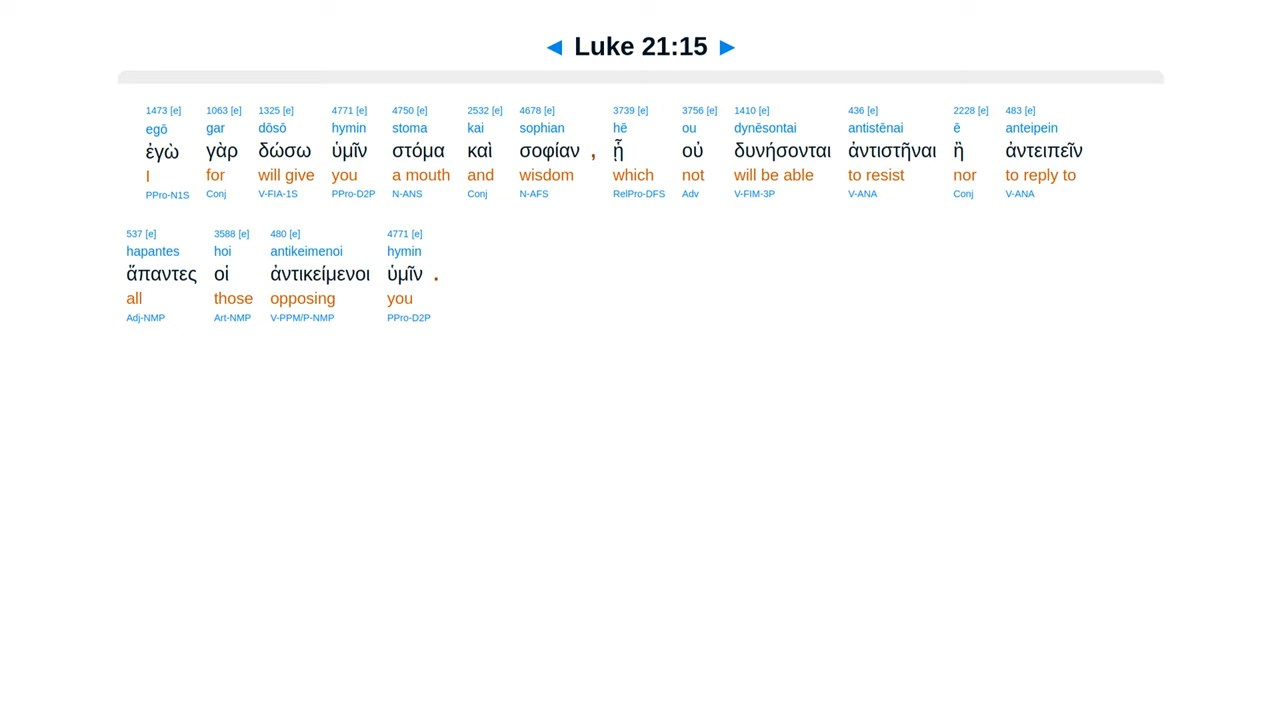 ◄ Luke 21:15 ►
1473 [e] 1063 [e] 1325 [e] 4771 [e] 4750 [e] 2532 [e] 4678 [e] 3739 [e] 3756 [e] 1410 [e] 436 [e] 2228 [e] 483 [e]
egō gar dōsō hymin stoma kai sophian hē ou dynēsontai antistēnai ē anteipein
ἐγὼ γὰρ δώσω ὑμῖν στόμα καὶ σοφίαν , ᾗ οὐ δυνήσονται ἀντιστῆναι ἢ ἀντειπεῖν
I for will give you a mouth and wisdom which not will be able to resist nor to reply to
PPro-N1S Conj V-FIA-1S PPro-D2P N-ANS Conj N-AFS RelPro-DFS Adv V-FIM-3P V-ANA Conj V-ANA
537 [e] 3588 [e] 480 [e] 4771 [e]
hapantes hoi antikeimenoi hymin
ἅπαντες οἱ ἀντικείμενοι ὑμῖν .
all those opposing you
Adj-NMP Art-NMP V-PPM/P-NMP PPro-D2P